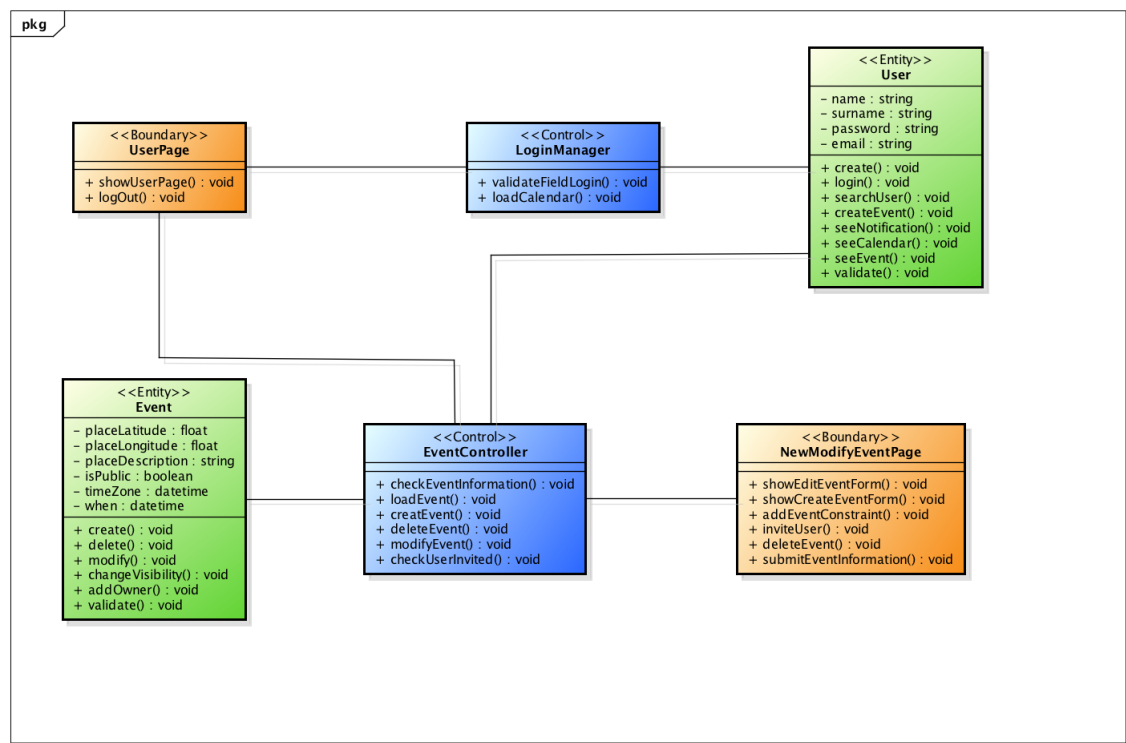 pkg
<<Boundary>>
UserPage
+ showUserPage() : void
+ logOut() : void
<<Control>>
LoginManager
+ validateFieldLogin() : void
+ loadCalendar() : void
<<Entity>>
User
– name : string
– surname : string
– password : string
– email : string
+ create() : void
+ login() : void
+ searchUser() : void
+ createEvent() : void
+ seeNotification() : void
+ seeCalendar() : void
+ seeEvent() : void
+ validate() : void
<<Entity>>
Event
– placeLatitude : float
– placeLongitude : float
– placeDescription : string
– isPublic : boolean
– timeZone : datetime
– when : datetime
+ create() : void
+ delete() : void
+ modify() : void
+ changeVisibility() : void
+ addOwner() : void
+ validate() : void
<<Control>>
EventController
+ checkEventInformation() : void
+ loadEvent() : void
+ creatEvent() : void
+ deleteEvent() : void
+ modifyEvent() : void
+ checkUserInvited() : void
<<Boundary>>
NewModifyEventPage
+ showEditEventForm() : void
+ showCreateEventForm() : void
+ addEventConstraint() : void
+ inviteUser() : void
+ deleteEvent() : void
+ submitEventInformation() : void